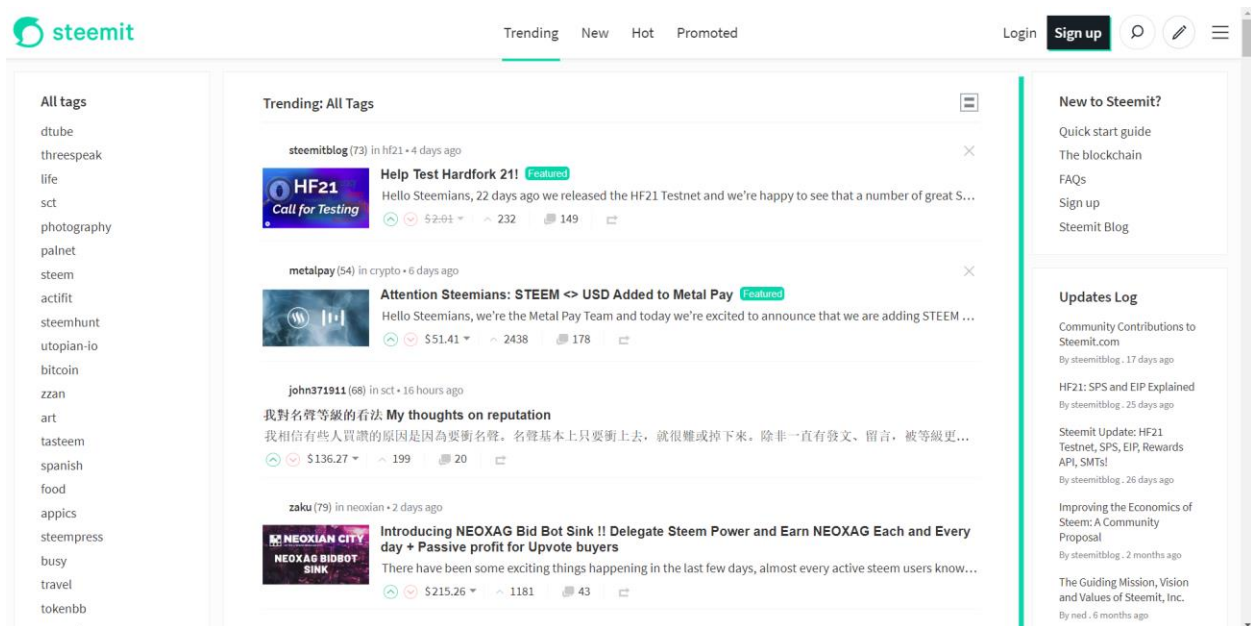 steemit
Trending New Hot Promoted
Login Sign up
All tags
dtube
threespeak
life
sct
photography
palnet
steem
actifit
steemhunt
utopian-io
bitcoin
zzan
art
tasteem
spanish
food
appics
steempress
busy
travel
tokenbb
Trending: All Tags
steemitblog (73) in hf21 • 4 days ago
HF21
Call for Testing
Help Test Hardfork 21! Featured
Hello Steemians, 22 days ago we released the HF21 Testnet and we're happy to see that a number of great S...
$2.01 232 149
metalpay (54) in crypto • 6 days ago
Attention Steemians: STEEM <> USD Added to Metal Pay Featured
Hello Steemians, we're the Metal Pay Team and today we're excited to announce that we are adding STEEM ...
$51.41 2438 178
john371911 (68) in sct • 16 hours ago
我對名聲等級的看法 My thoughts on reputation
我相信有些人買讚的原因是因為要衝名聲。名聲基本上只要衝上去，就很難或掉下來。除非一直有發文、留言，被等級更...
$136.27 199 20
zaku (79) in neoxian • 2 days ago
NEOXIAN CITY
NEOXAG BIDBOT
SINK
Introducing NEOXAG Bid Bot Sink !! Delegate Steem Power and Earn NEOXAG Each and Every
day + Passive profit for Upvote buyers
There have been some exciting things happening in the last few days, almost every active steem users know...
$215.26 1181 43
New to Steemit?
Quick start guide
The blockchain
FAQs
Sign up
Steemit Blog
Updates Log
Community Contributions to
Steemit.com
By steemitblog . 17 days ago
HF21: SPS and EIP Explained
By steemitblog . 25 days ago
Steemit Update: HF21
Testnet, SPS, EIP, Rewards
API, SMTs!
By steemitblog . 26 days ago
Improving the Economics of
Steem: A Community
Proposal
By steemitblog . 2 months ago
The Guiding Mission, Vision
and Values of Steemit, Inc.
By ned . 6 months ago